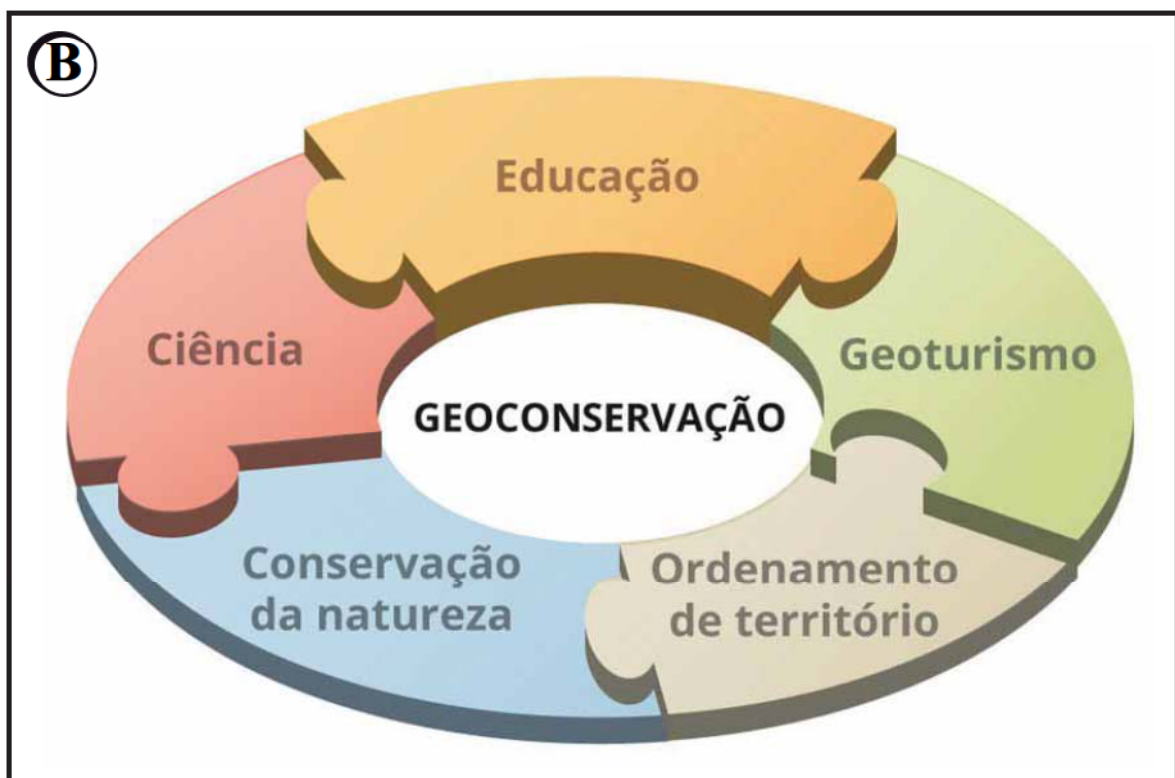 B
Educação
Ciência
Geoturismo
GEOCONSERVAÇÃO
Conservação
da natureza
Ordenamento
de território